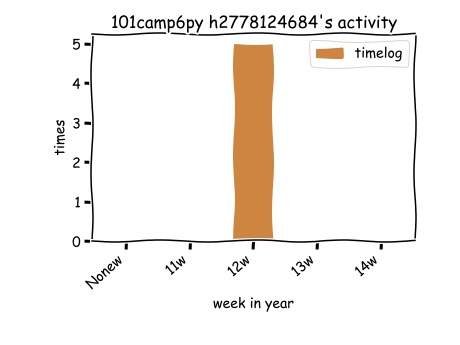 101camp6py h2778124684's activity
timelog
5
4
3
2
1
0
times
Nonew
11w
12w
13w
14w
week in year